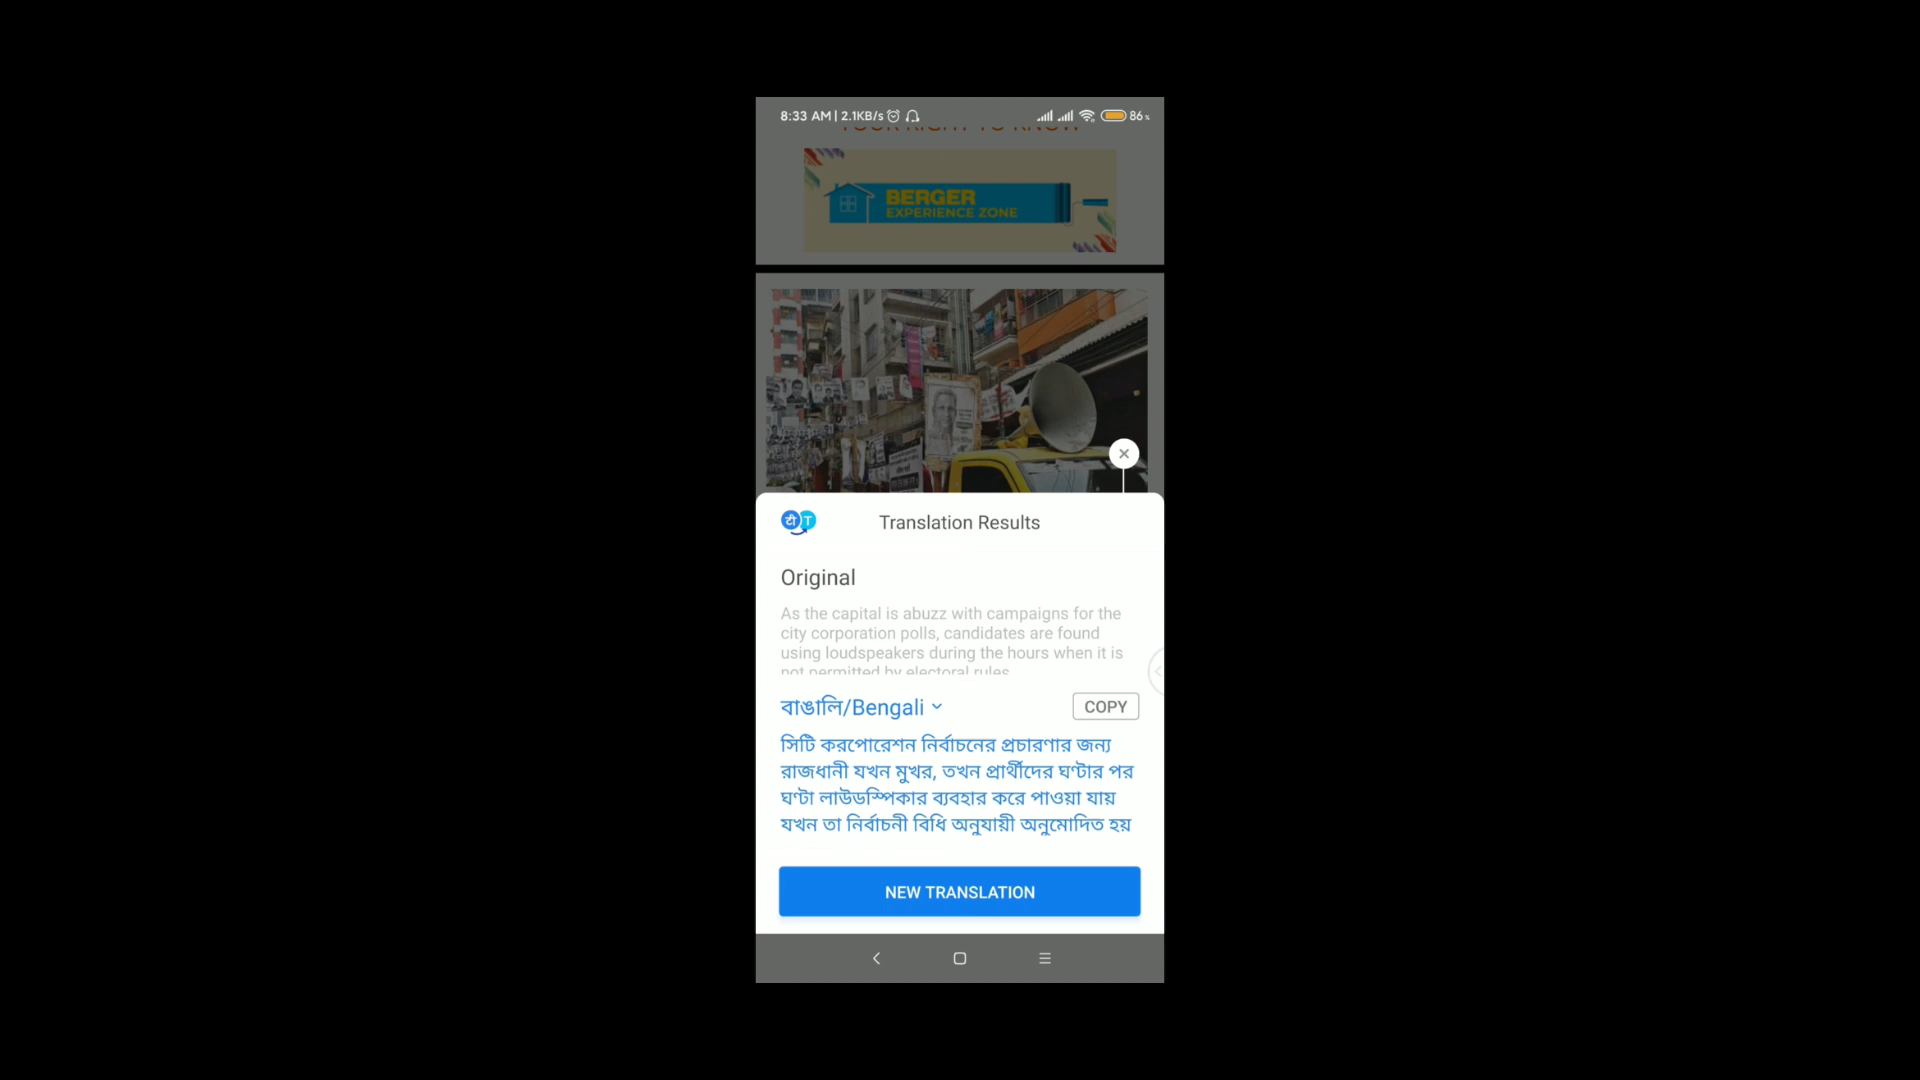 8:33 AM | 2.1KB/s 86%
YOUR RIGHT TO KNOW
BERGER
EXPERIENCE ZONE
टी T
Translation Results
Original
As the capital is abuzz with campaigns for the
city corporation polls, candidates are found
using loudspeakers during the hours when it is
not permitted by electoral rules
বাঙালি/Bengali
COPY
সিটি করপোরেশন নির্বাচনের প্রচারণার জন্য
রাজধানী যখন মুখর, তখন প্রার্থীদের ঘণ্টার পর
ঘণ্টা লাউডস্পিকার ব্যবহার করে পাওয়া যায়
যখন তা নির্বাচনী বিধি অনুযায়ী অনুমোদিত হয়
NEW TRANSLATION